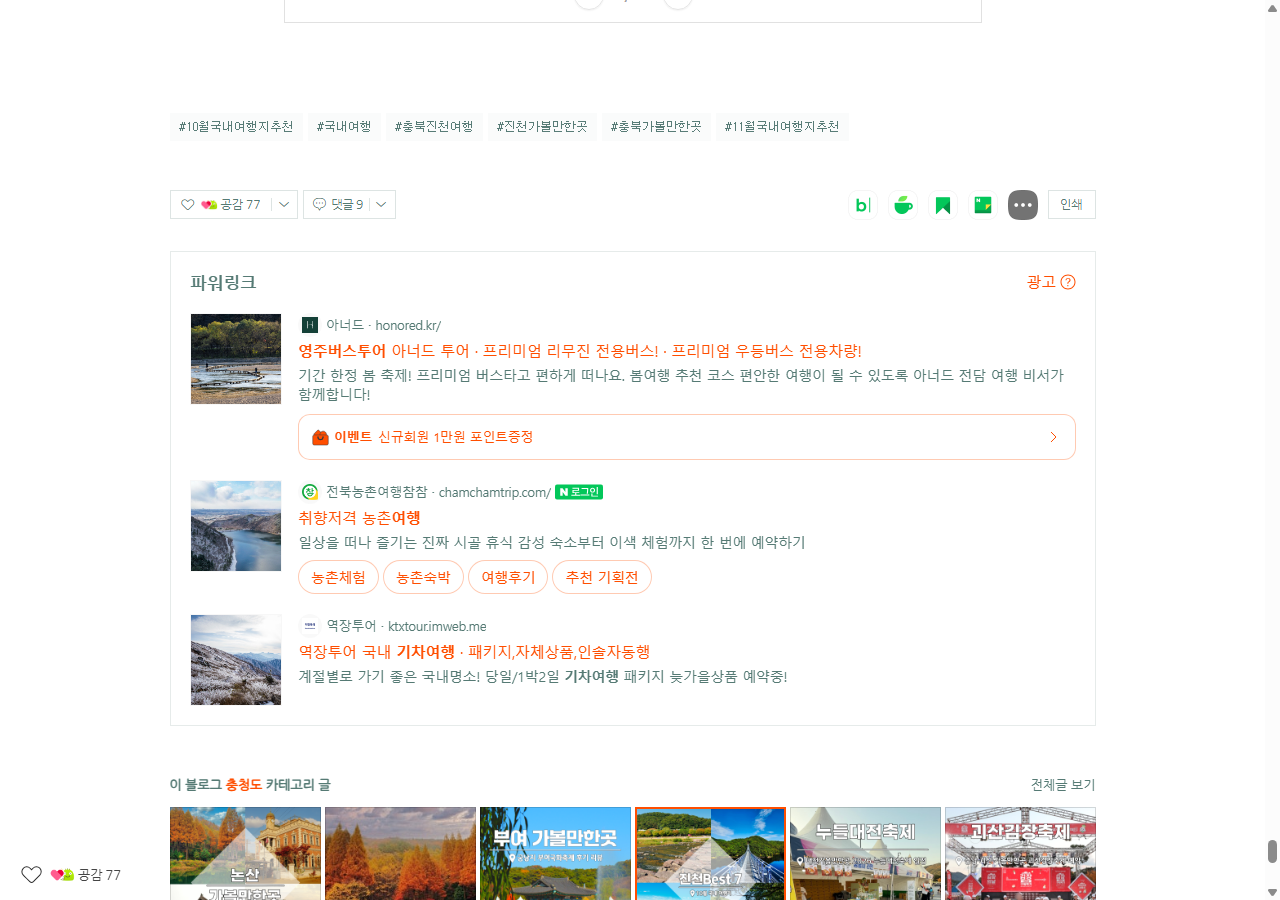 #10월국내여행지추천 #국내여행 #충북진천여행 #진천가볼만한곳 #충북가볼만한곳 #11월국내여행지추천
공감 77 댓글 9 인쇄
파워링크 광고
아너드 · honored.kr/
영주버스투어 아너드 투어 · 프리미엄 리무진 전용버스! · 프리미엄 우등버스 전용차량!
기간 한정 봄 축제! 프리미엄 버스타고 편하게 떠나요. 봄여행 추천 코스 편안한 여행이 될 수 있도록 아너드 전담 여행 비서가
함께합니다!
이벤트 신규회원 1만원 포인트증정
전북농촌여행참참 · chamchamtrip.com/ N 로그인
취향저격 농촌여행
일상을 떠나 즐기는 진짜 시골 휴식 감성 숙소부터 이색 체험까지 한 번에 예약하기
농촌체험 농촌숙박 여행후기 추천 기획전
역장투어 · ktxtour.imweb.me
역장투어 국내 기차여행 · 패키지,자체상품,인솔자동행
계절별로 가기 좋은 국내명소! 당일/1박2일 기차여행 패키지 늦가을상품 예약중!
이 블로그 충청도 카테고리 글 전체글 보기
부여 가볼만한곳
누들대전축제
괴산김장축제
논산
가볼만한곳
진천Best 7
공감 77